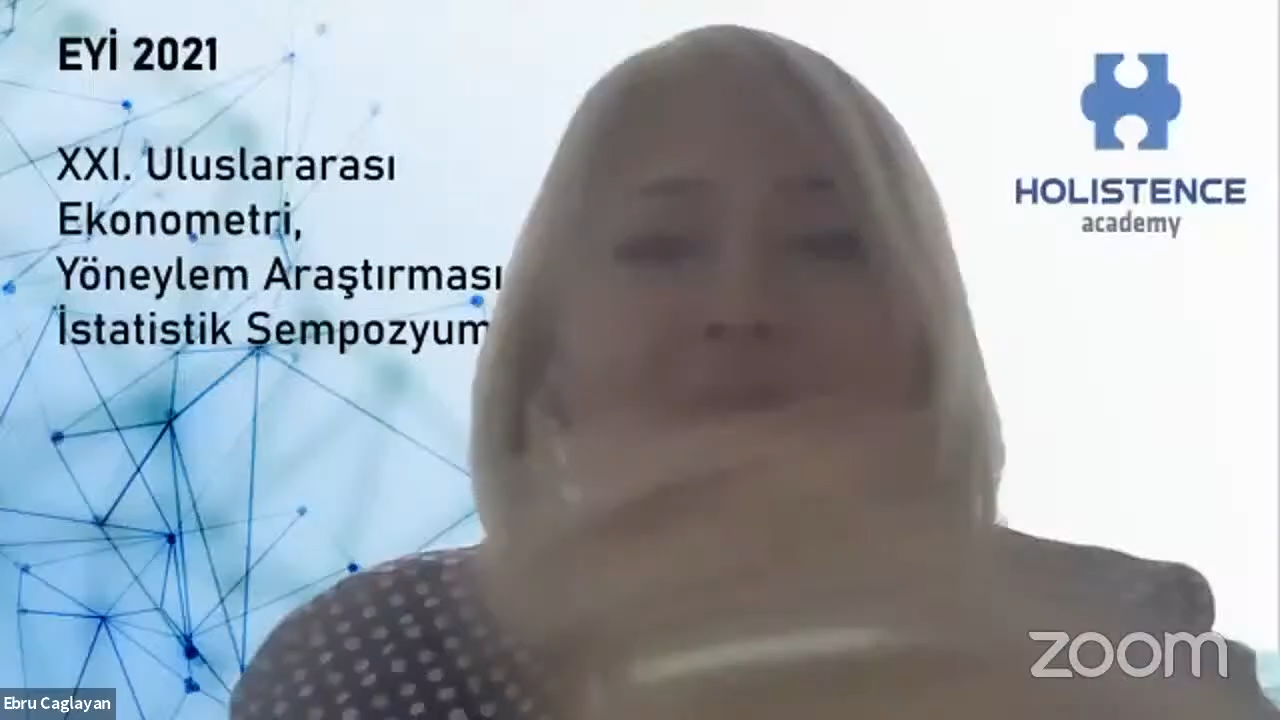 EYİ 2021
XXI. Uluslararası
Ekonometri,
Yöneylem Araştırması
İstatistik Sempozyum
HOLISTENCE
academy
zoom
Ebru Caglayan